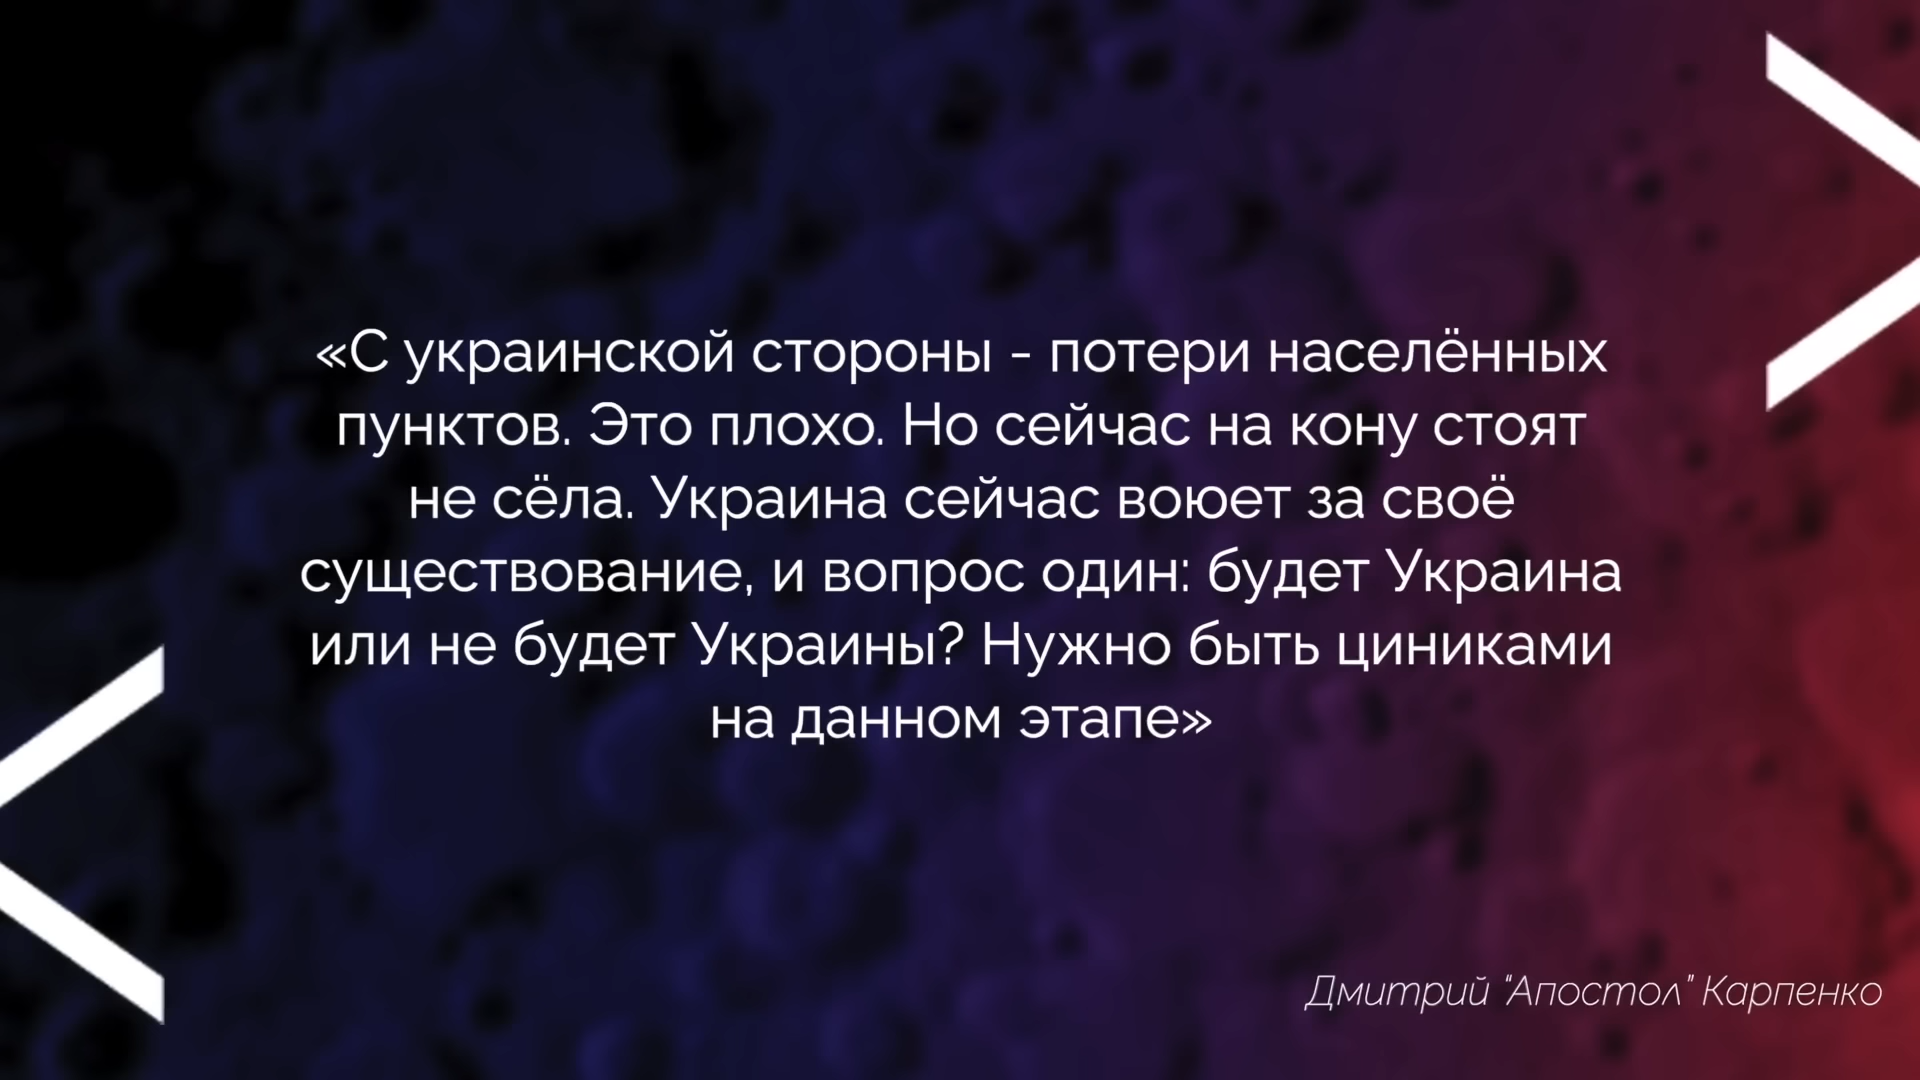 «С украинской стороны - потери населённых
пунктов. Это плохо. Но сейчас на кону стоят
не сёла. Украина сейчас воюет за своё
существование, и вопрос один: будет Украина
или не будет Украины? Нужно быть циниками
на данном этапе»
Дмитрий "Апостол" Карпенко